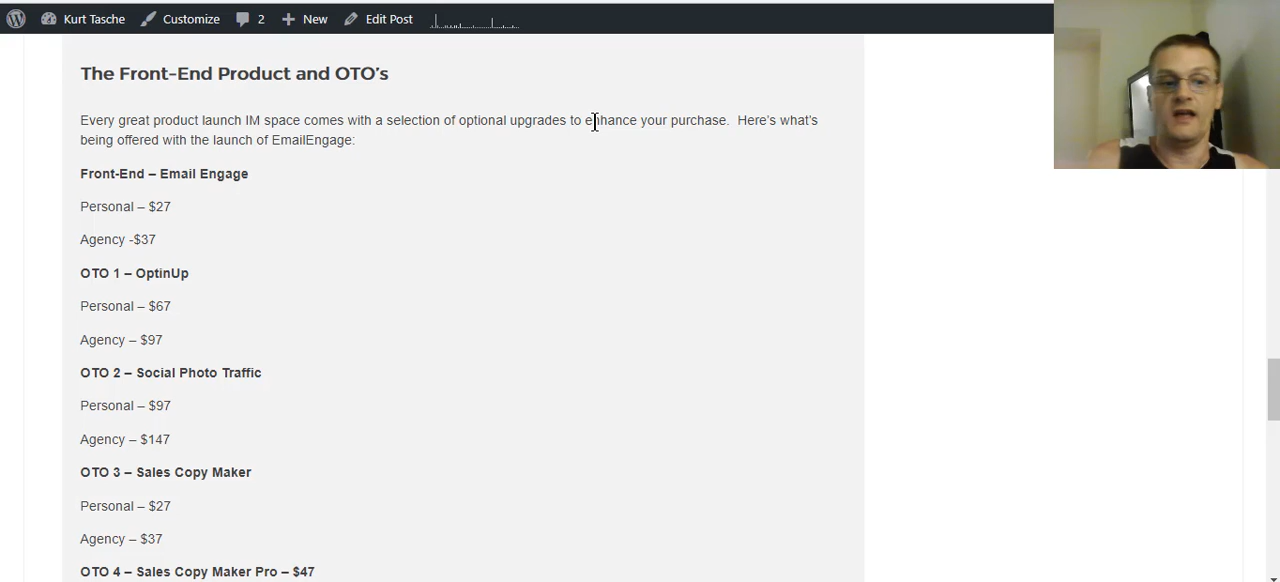 Kurt Tasche Customize 2 New Edit Post
The Front-End Product and OTO's
Every great product launch IM space comes with a selection of optional upgrades to enhance your purchase.  Here's what's
being offered with the launch of EmailEngage:
Front-End – Email Engage
Personal – $27
Agency -$37
OTO 1 – OptinUp
Personal – $67
Agency – $97
OTO 2 – Social Photo Traffic
Personal – $97
Agency – $147
OTO 3 – Sales Copy Maker
Personal – $27
Agency – $37
OTO 4 – Sales Copy Maker Pro – $47